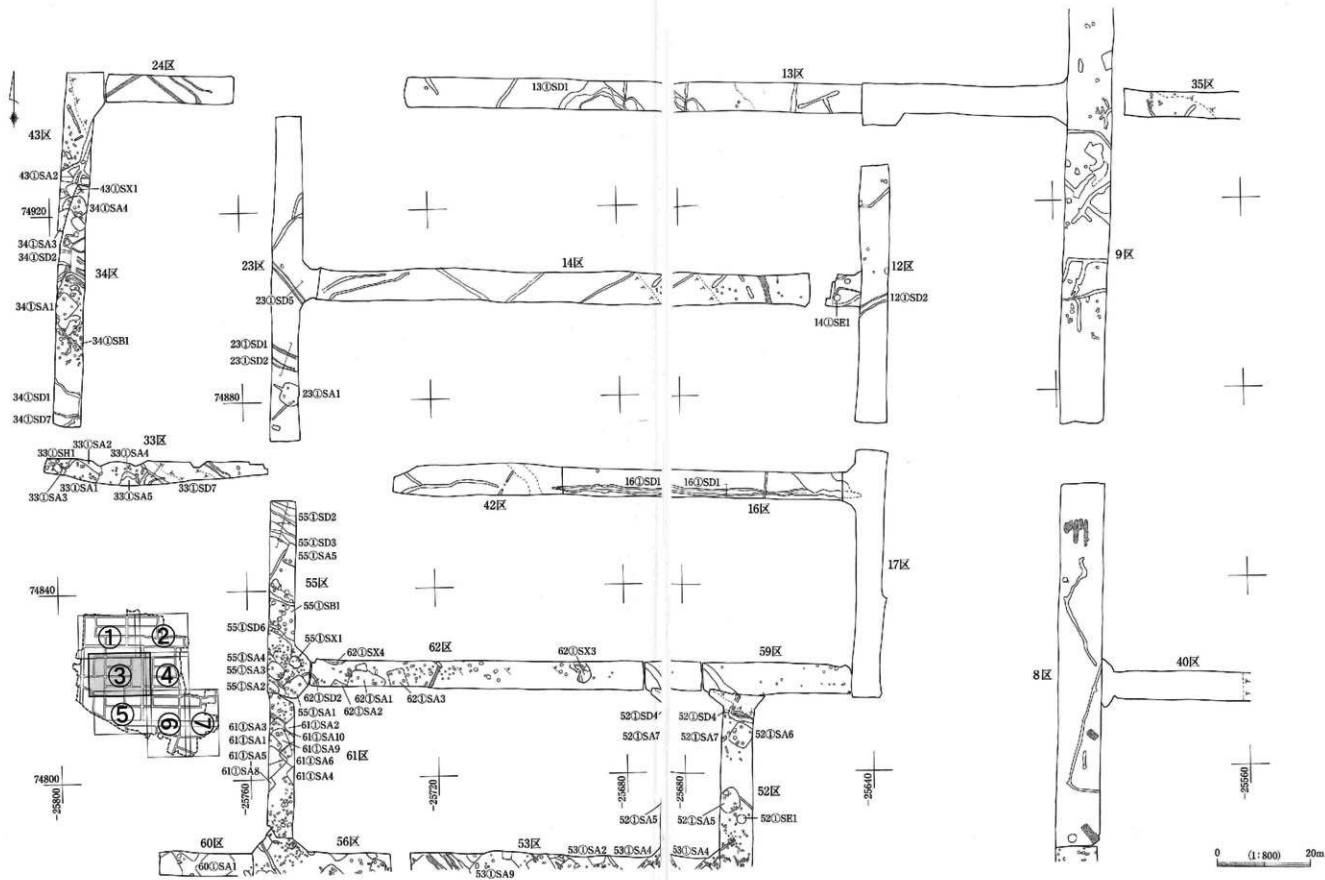 24区
13区
13①SD1
35区
43区
43①SA2
43①SX1
34①SA4
74920
34①SA3
34①SD2
34区
34①SA1
34①SB1
34①SD1
34①SD7
23区
23①SD5
14区
12区
12①SD2
14①SE1
9区
23①SD1
23①SD2
23①SA1
74880
33区
33①SA2
33①SA4
33①SH1
33①SA3
33①SA1
33①SA5
33①SD7
42区
16①SD1
16①SD1
16区
17区
55①SD2
55①SD3
55①SA5
55区
74840
55①SB1
55①SD6
55①SX1
55①SA4
55①SA3
55①SA2
55①SA1
62区
62①SX4
62①SX3
62①SD2
62①SA2
62①SA1
62①SA3
59区
8区
40区
①
②
③
④
⑤
⑥
⑦
61①SA3
61①SA2
61①SA1
61①SA10
61①SA9
61①SA5
61①SA6
61区
61①SA8
61①SA4
52①SD4
52①SD4
52①SA7
52①SA7
52①SA6
52区
52①SA5
52①SA5
52①SE1
74800
-25800
-25760
-25720
-25680
-25680
-25640
-25560
60区
60①SA1
56区
53区
53①SA2
53①SA4
53①SA4
53①SA9
0 (1:800) 20m